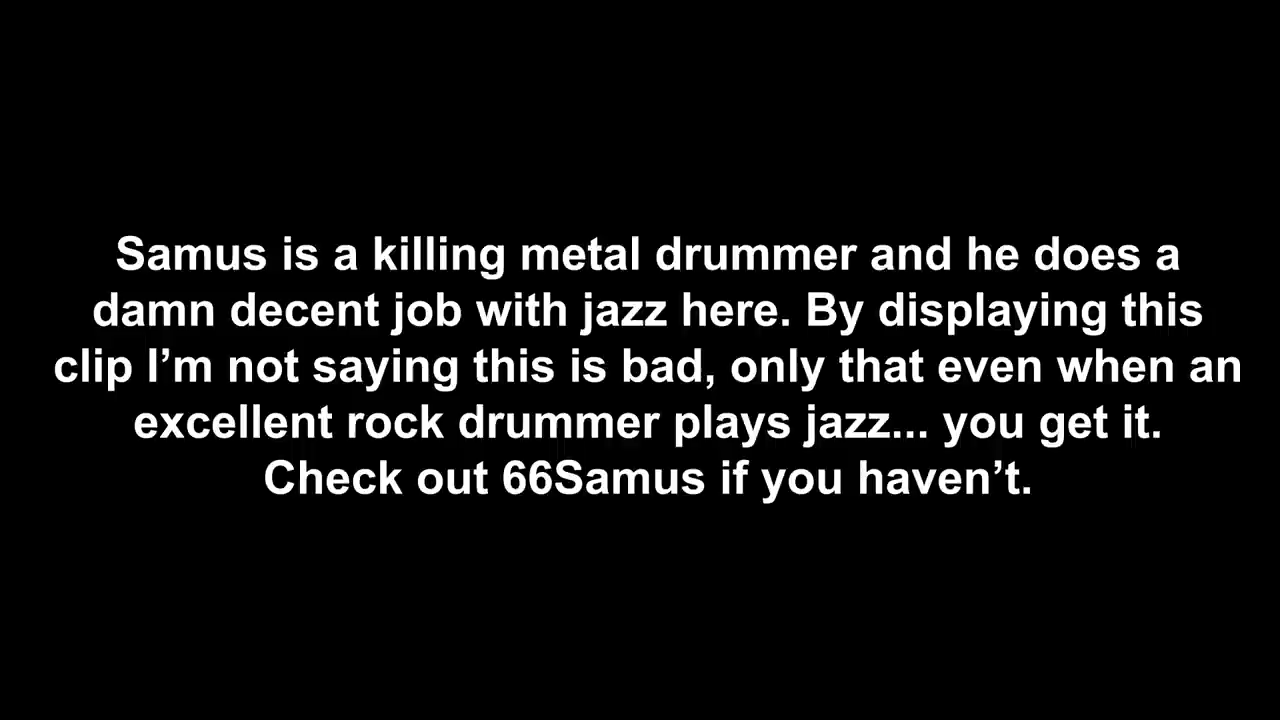 Samus is a killing metal drummer and he does a
damn decent job with jazz here. By displaying this
clip I’m not saying this is bad, only that even when an
excellent rock drummer plays jazz... you get it.
Check out 66Samus if you haven’t.